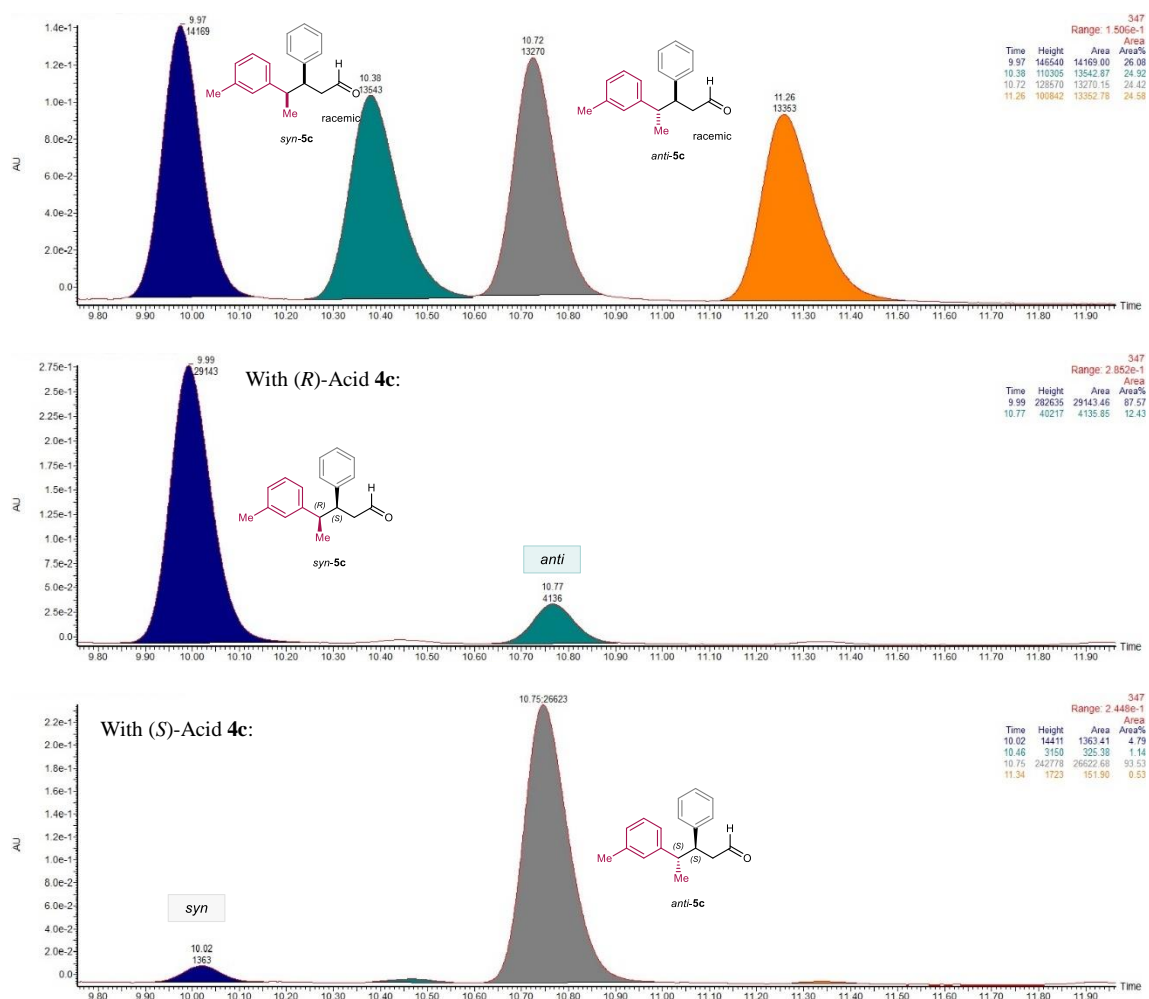 347
Range: 1.506e-1
Area
Time Height Area Area%
9.97 146540 14169.00 26.08
10.38 110305 13542.87 24.92
10.72 128570 13270.15 24.42
11.26 100842 13352.78 24.58
9.97
14169
10.38
13543
10.72
13270
11.26
13353
H
O
Me
Me
racemic
syn-5c
H
O
Me
Me
racemic
anti-5c
AU
1.4e-1
1.2e-1
1.0e-1
8.0e-2
6.0e-2
4.0e-2
2.0e-2
0.0
9.80 9.90 10.00 10.10 10.20 10.30 10.40 10.50 10.60 10.70 10.80 10.90 11.00 11.10 11.20 11.30 11.40 11.50 11.60 11.70 11.80 11.90 Time
With (R)-Acid 4c:
347
Range: 2.852e-1
Area
Time Height Area Area%
9.99 282635 29143.46 87.57
10.77 40217 4135.85 12.43
9.99
29143
H
O
(R)
(S)
Me
Me
syn-5c
anti
10.77
4136
AU
2.75e-1
2.5e-1
2.25e-1
2.0e-1
1.75e-1
1.5e-1
1.25e-1
1.0e-1
7.5e-2
5.0e-2
2.5e-2
0.0
9.80 9.90 10.00 10.10 10.20 10.30 10.40 10.50 10.60 10.70 10.80 10.90 11.00 11.10 11.20 11.30 11.40 11.50 11.60 11.70 11.80 11.90 Time
With (S)-Acid 4c:
347
Range: 2.448e-1
Area
Time Height Area Area%
10.02 14411 1363.41 4.79
10.46 3150 325.38 1.14
10.75 242778 26622.68 93.53
11.34 1723 151.90 0.53
10.75;26623
H
O
(S)
(S)
Me
Me
anti-5c
syn
10.02
1363
AU
2.2e-1
2.0e-1
1.8e-1
1.6e-1
1.4e-1
1.2e-1
1.0e-1
8.0e-2
6.0e-2
4.0e-2
2.0e-2
0.0
9.80 9.90 10.00 10.10 10.20 10.30 10.40 10.50 10.60 10.70 10.80 10.90 11.00 11.10 11.20 11.30 11.40 11.50 11.60 11.70 11.80 11.90 Time